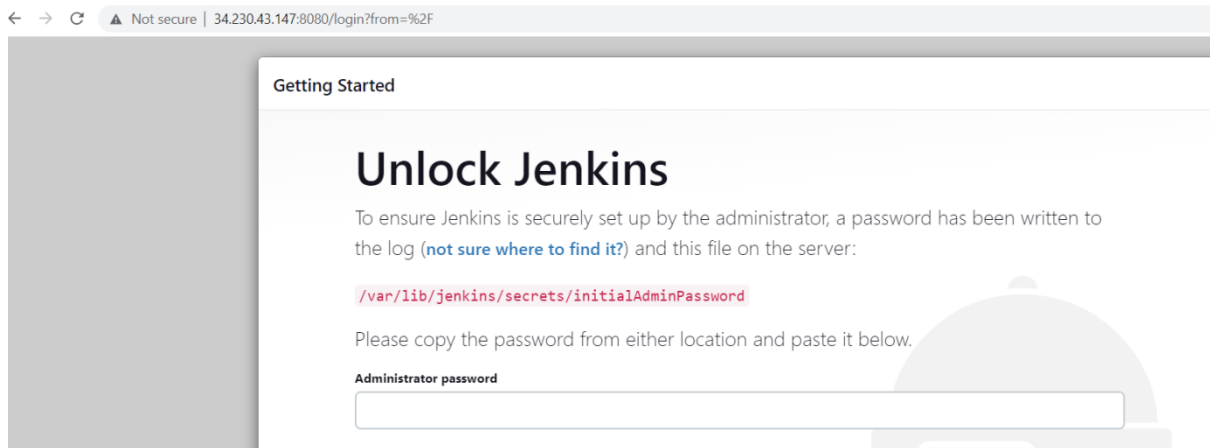 Not secure | 34.230.43.147:8080/login?from=%2F
Getting Started
Unlock Jenkins
To ensure Jenkins is securely set up by the administrator, a password has been written to
the log (not sure where to find it?) and this file on the server:
/var/lib/jenkins/secrets/initialAdminPassword
Please copy the password from either location and paste it below.
Administrator password